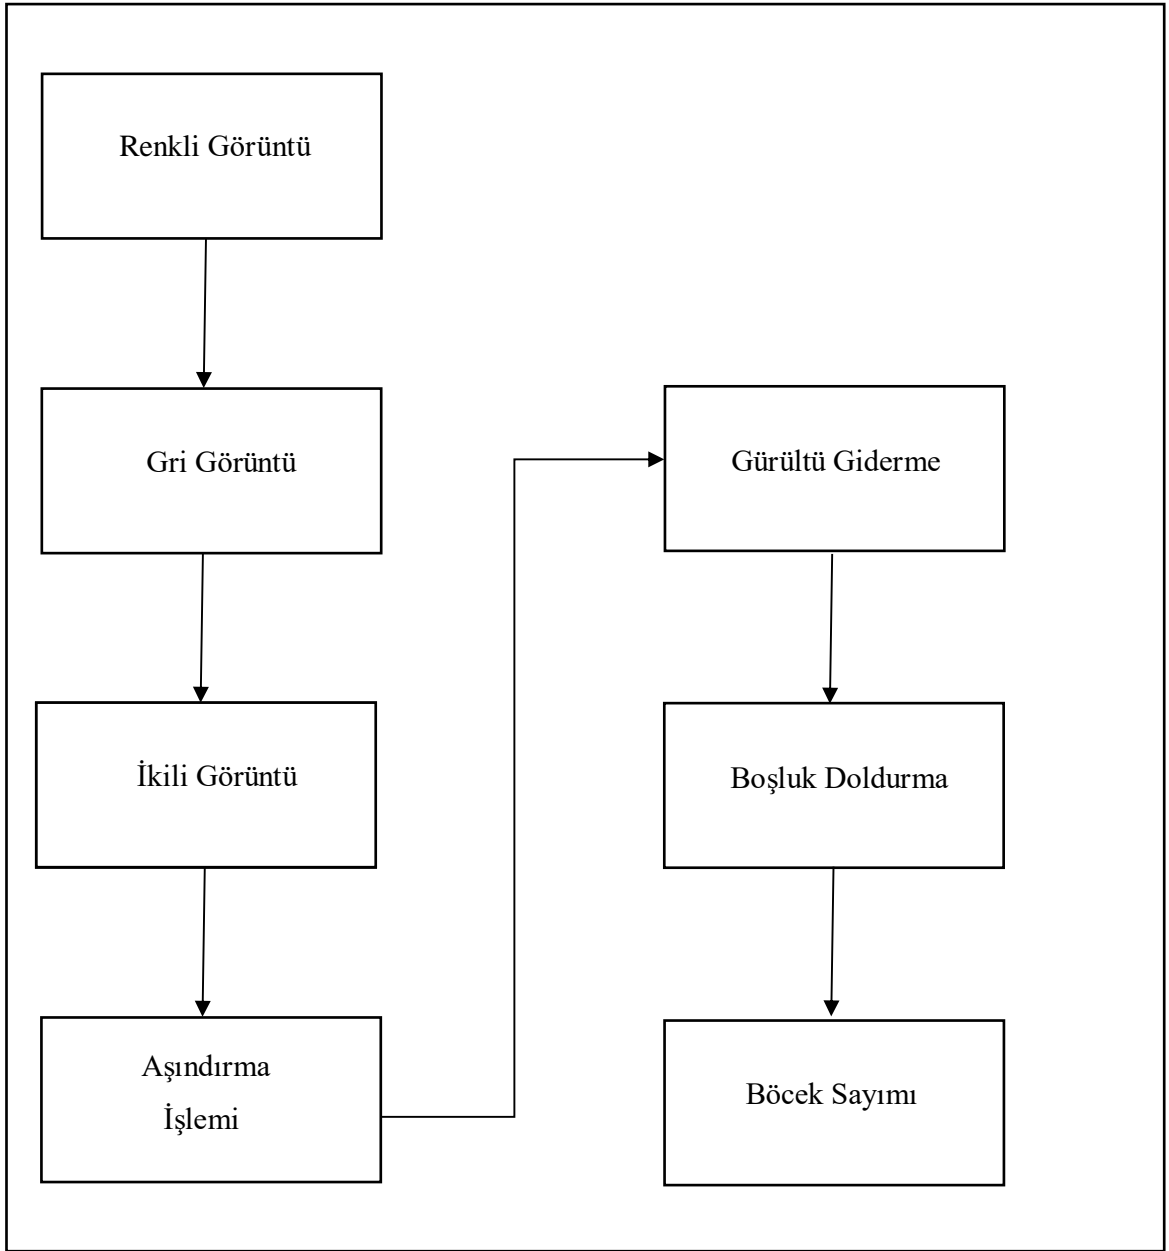 Renkli Görüntü
Gri Görüntü
İkili Görüntü
Aşındırma
İşlemi
Gürültü Giderme
Boşluk Doldurma
Böcek Sayımı